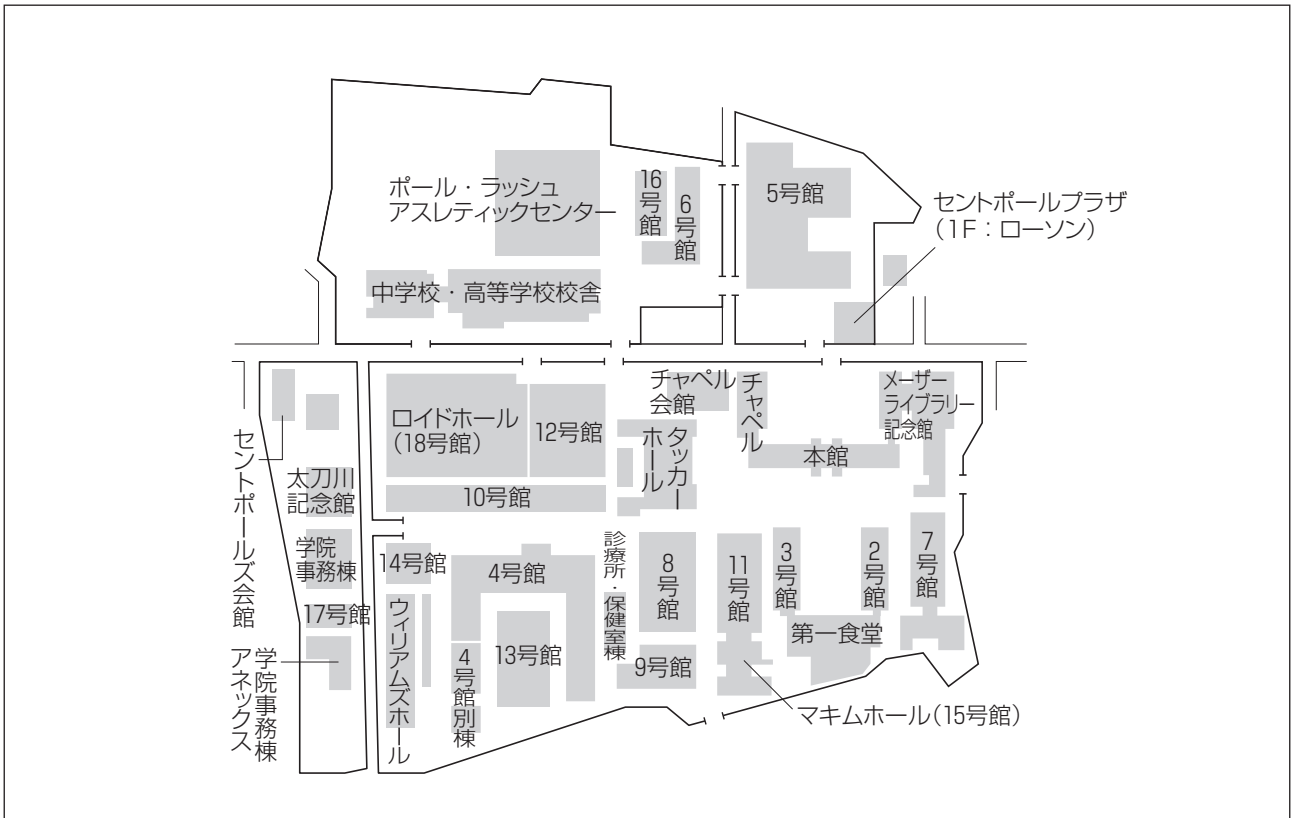 ポール・ラッシュ
アスレティックセンター
16号館
6号館
5号館
セントポールプラザ
(1F:ローソン)
中学校・高等学校校舎
セントポールズ会館
太刀川
記念館
学院
事務棟
17号館
学院事務棟
アネックス
ロイドホール
(18号館)
12号館
10号館
チャペル
会館
チャペル
タッカー
ホール
本館
メーザー
ライブラリー
記念館
14号館
ウィリアムズホール
4号館
4号館別棟
13号館
診療所・保健室棟
8号館
9号館
11号館
3号館
2号館
7号館
第一食堂
マキムホール(15号館)